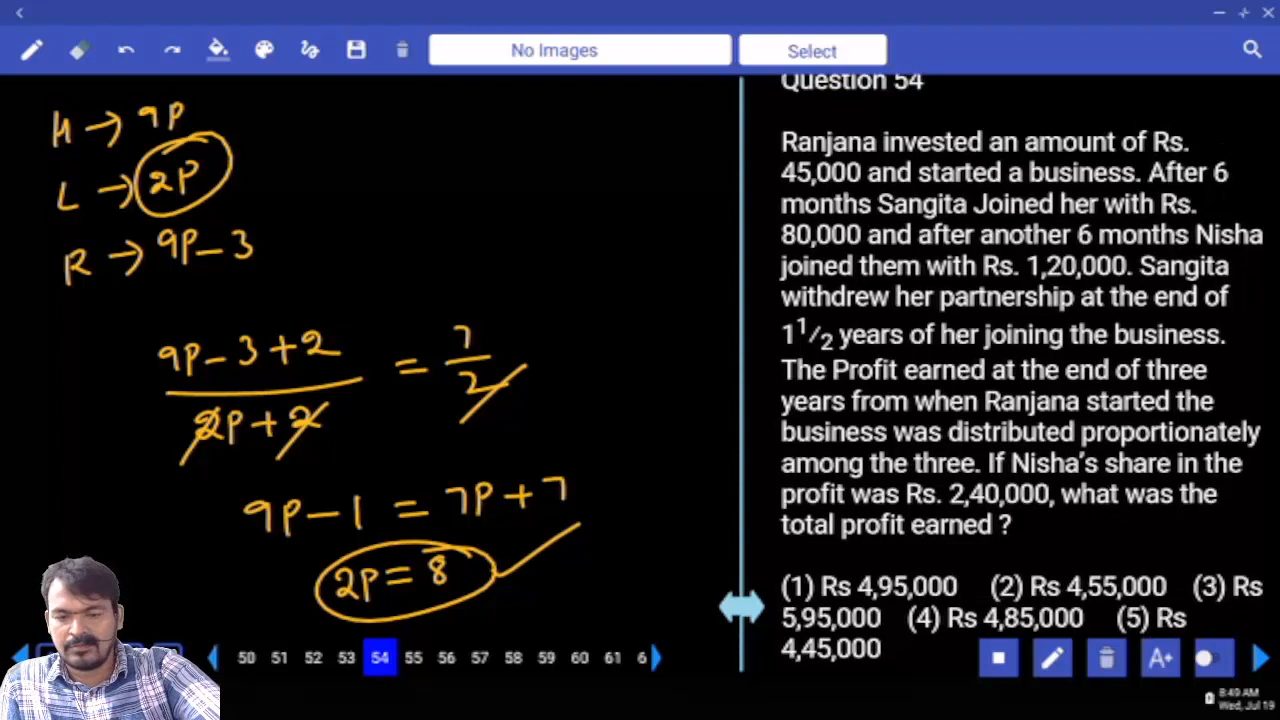 No Images
Select
H → 9P
L → 2P
R → 9P - 3
9P - 3 + 2 / 2P + 2 = 7 / 2
9P - 1 = 7P + 7
2P = 8
Question 54
Ranjana invested an amount of Rs.
45,000 and started a business. After 6
months Sangita Joined her with Rs.
80,000 and after another 6 months Nisha
joined them with Rs. 1,20,000. Sangita
withdrew her partnership at the end of
1 1/2 years of her joining the business.
The Profit earned at the end of three
years from when Ranjana started the
business was distributed proportionately
among the three. If Nisha’s share in the
profit was Rs. 2,40,000, what was the
total profit earned ?
(1) Rs 4,95,000 (2) Rs 4,55,000 (3) Rs
5,95,000 (4) Rs 4,85,000 (5) Rs
4,45,000
50 51 52 53 54 55 56 57 58 59 60 61 6
A+
8:49 AM
Wed, Jul 19